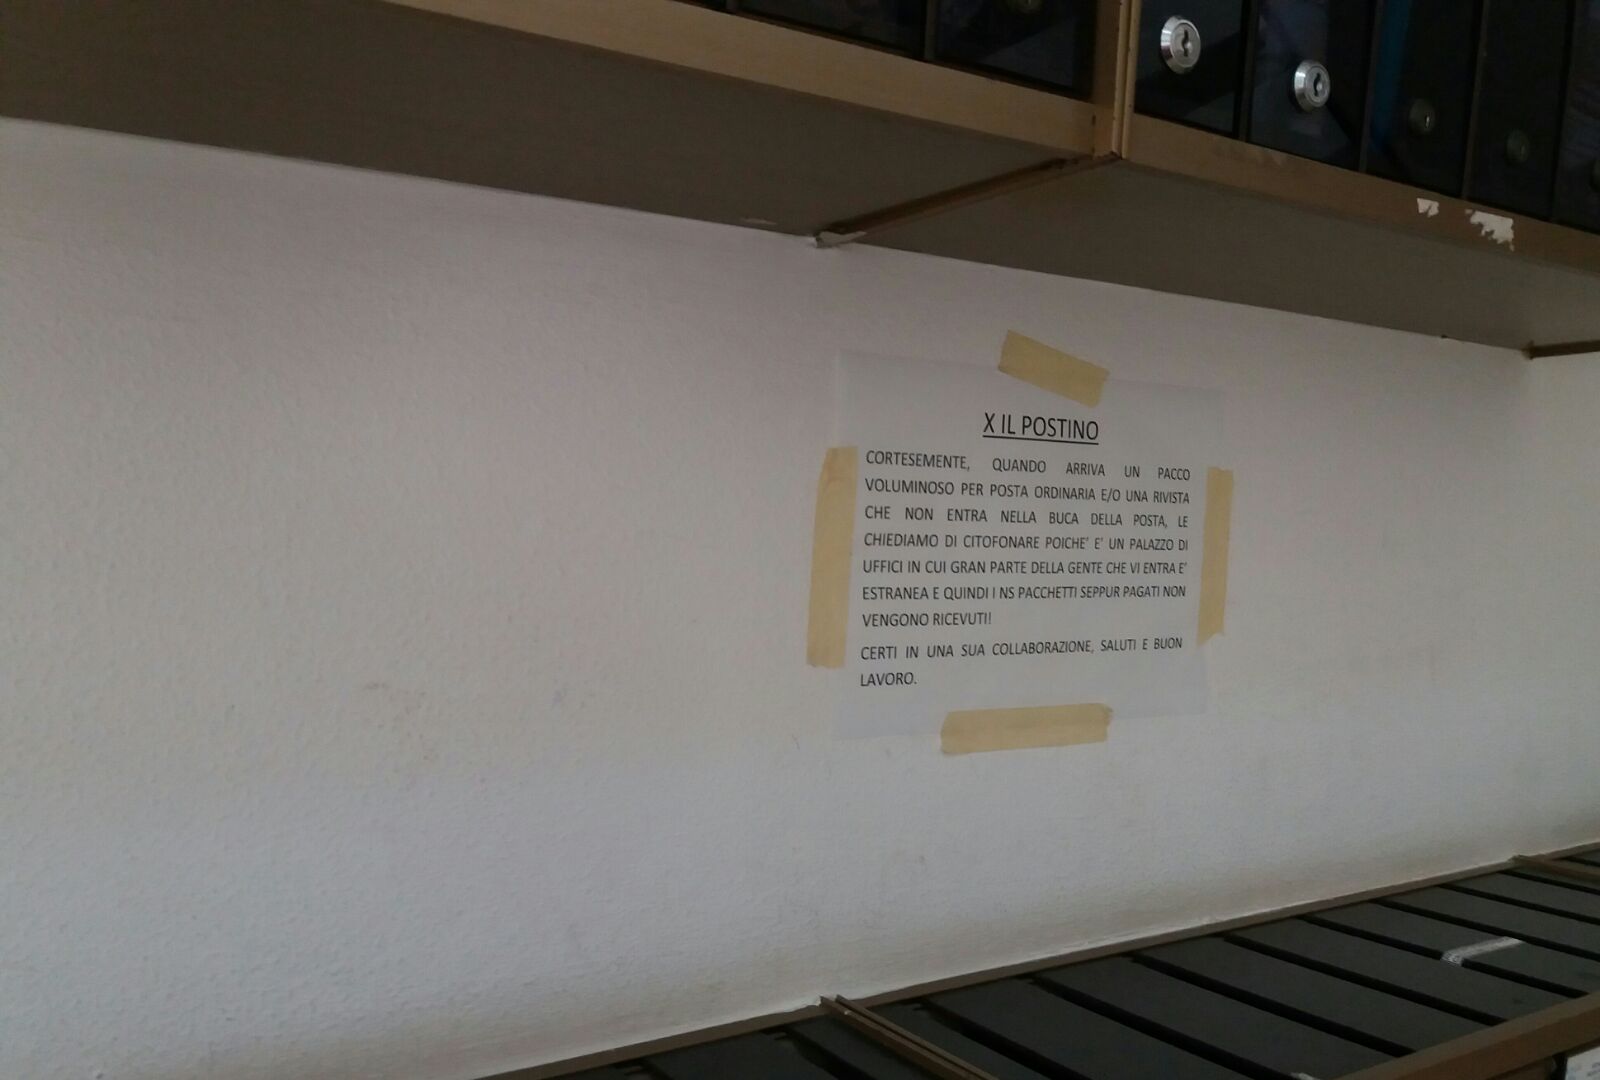 X IL POSTINO
CORTESEMENTE, QUANDO ARRIVA UN PACCO
VOLUMINOSO PER POSTA ORDINARIA E/O UNA RIVISTA
CHE NON ENTRA NELLA BUCA DELLA POSTA, LE
CHIEDIAMO DI CITOFONARE POICHE' E' UN PALAZZO DI
UFFICI IN CUI GRAN PARTE DELLA GENTE CHE VI ENTRA E'
ESTRANEA E QUINDI I NS PACCHETTI SEPPUR PAGATI NON
VENGONO RICEVUTI!
CERTI IN UNA SUA COLLABORAZIONE, SALUTI E BUON
LAVORO.